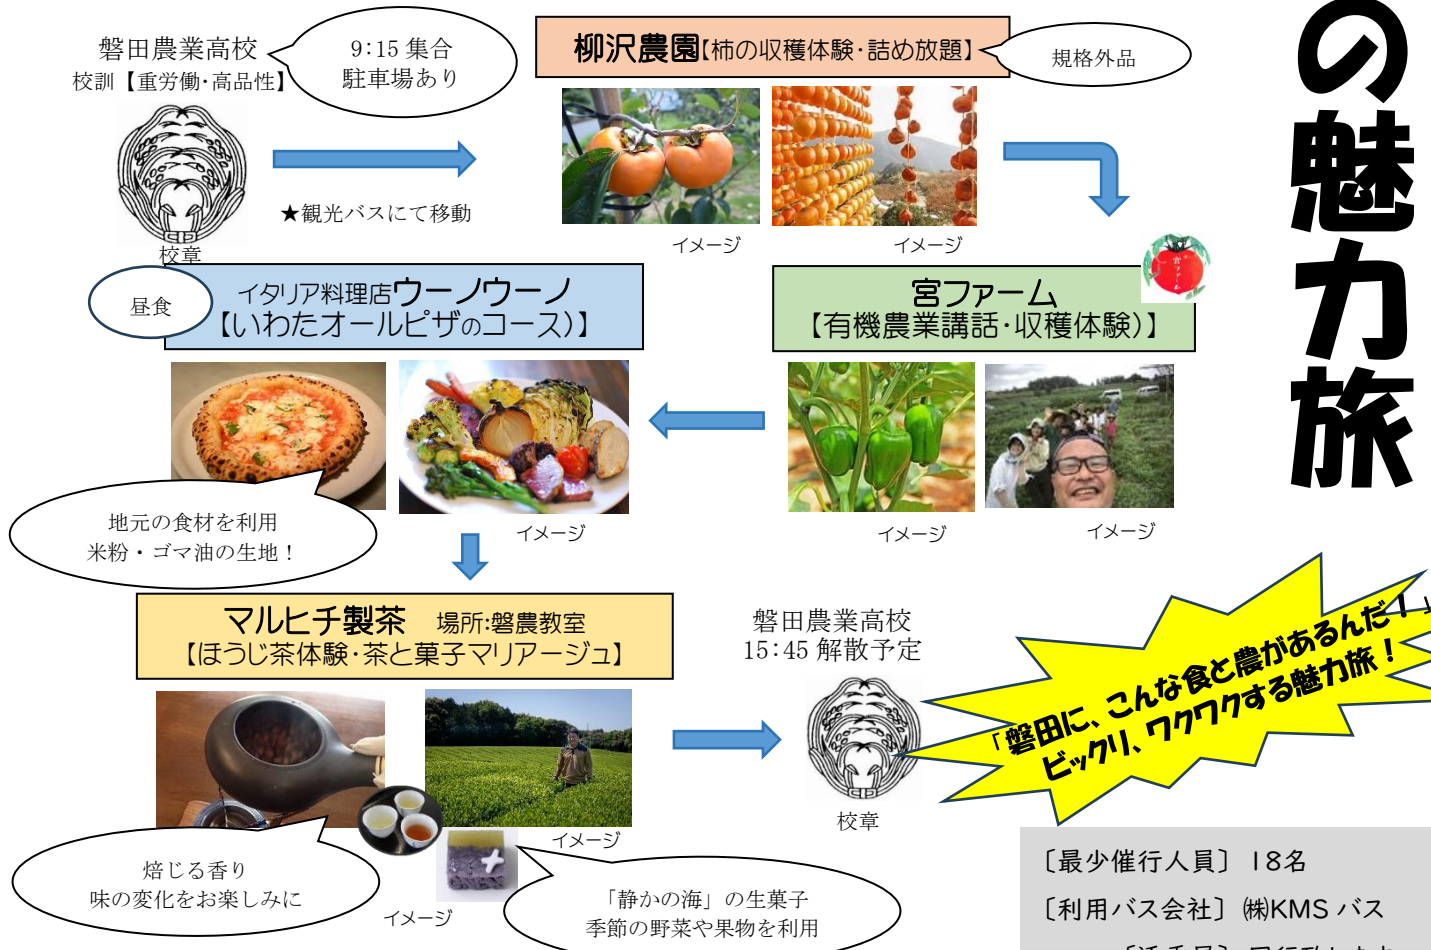 の魅力旅
磐田農業高校
校訓【重労働・高品性】
9:15 集合
駐車場あり
校章
★観光バスにて移動
柳沢農園【柿の収穫体験・詰め放題】
規格外品
イメージ
イメージ
宮ファーム
【有機農業講話・収穫体験)】
イメージ
イメージ
昼食
イタリア料理店ウーノウーノ
【いわたオールピザのコース)】
地元の食材を利用
米粉・ゴマ油の生地！
イメージ
マルヒチ製茶 場所:磐農教室
【ほうじ茶体験・茶と菓子マリアージュ】
焙じる香り
味の変化をお楽しみに
イメージ
イメージ
「静かの海」の生菓子
季節の野菜や果物を利用
磐田農業高校
15:45 解散予定
校章
「磐田に、こんな食と農があるんだ！」
ビックリ、ワクワクする魅力旅！
〔最少催行人員〕 18名
〔利用バス会社〕 ㈱KMS バス